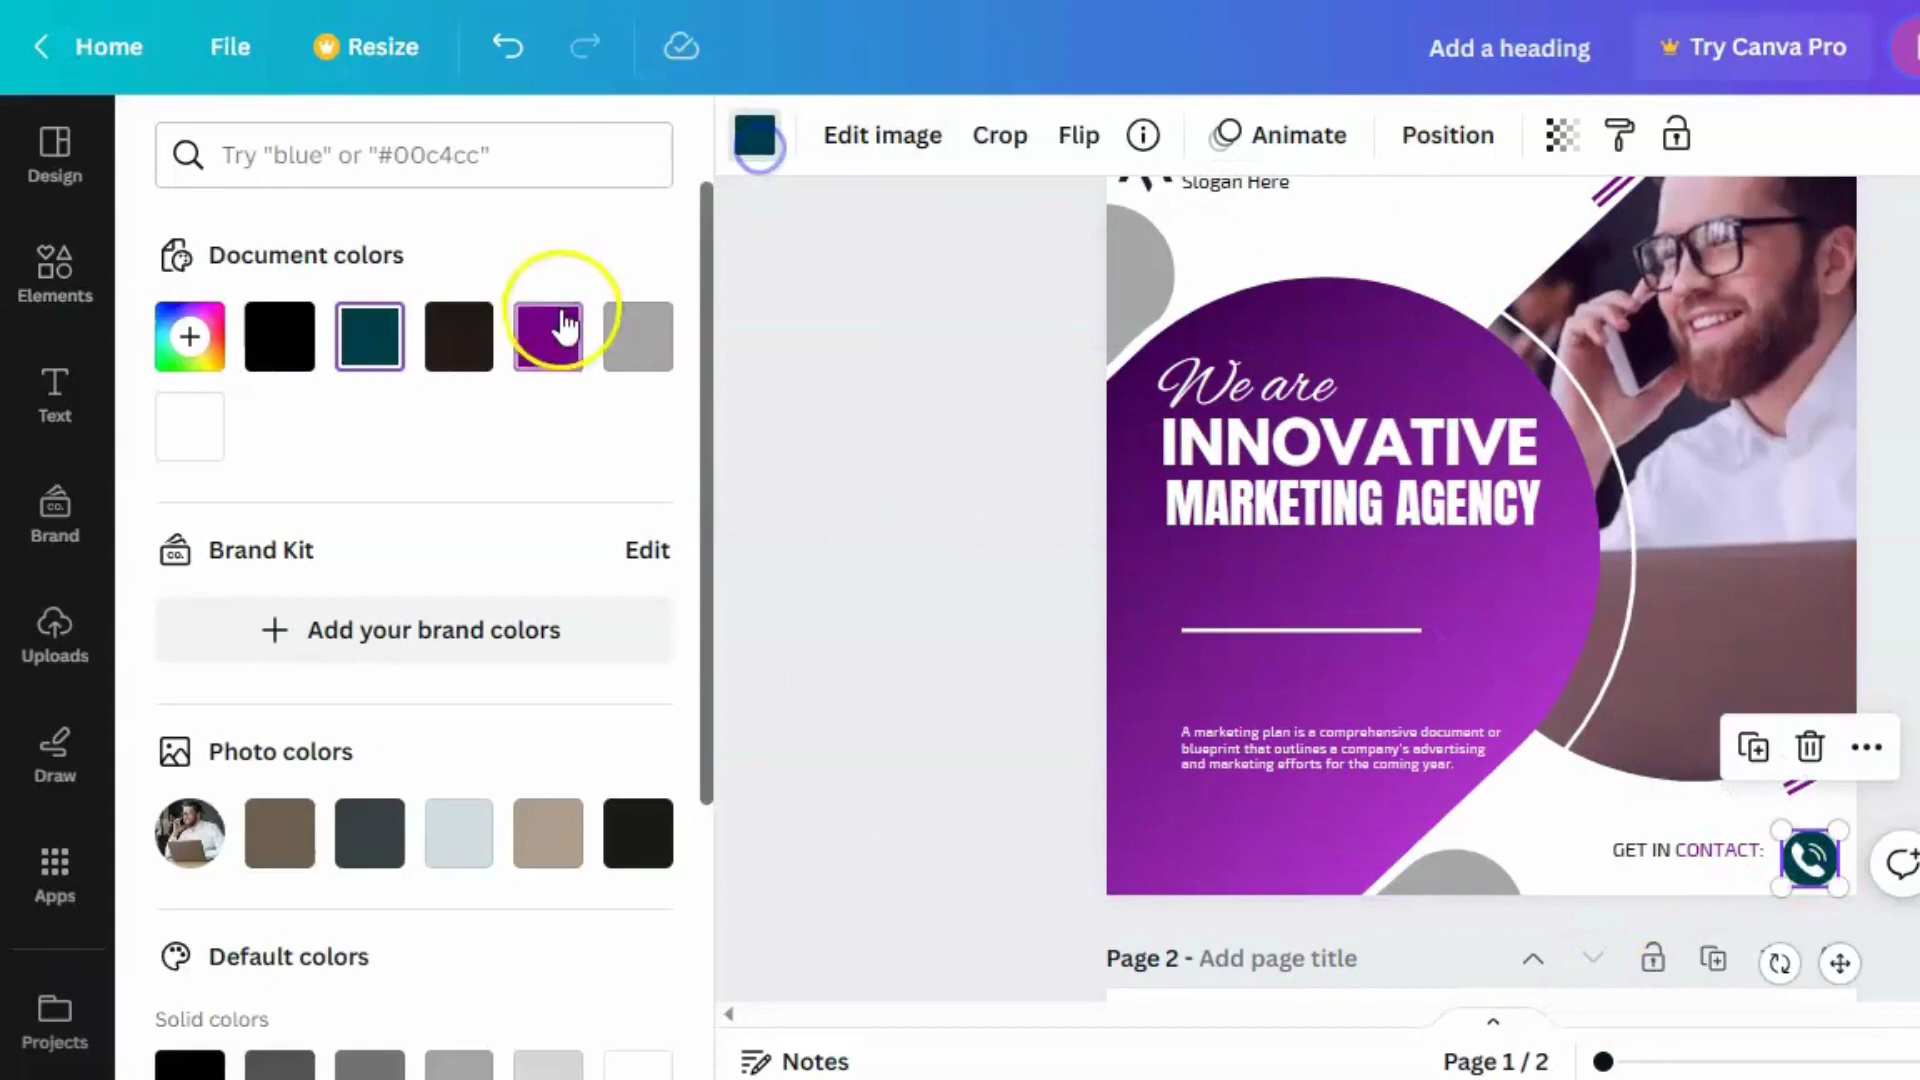 Home
File
Resize
Add a heading
Try Canva Pro
Design
Elements
Text
CO.
Brand
Uploads
Draw
Apps
Projects
Try "blue" or "#00c4cc"
Document colors
CO.
Brand Kit
Edit
Add your brand colors
Photo colors
Default colors
Solid colors
Edit image
Crop
Flip
Animate
Position
Slogan Here
We are
INNOVATIVE
MARKETING AGENCY
A marketing plan is a comprehensive document or
blueprint that outlines a company's advertising
and marketing efforts for the coming year.
GET IN CONTACT:
Page 2 - Add page title
Notes
Page 1 / 2